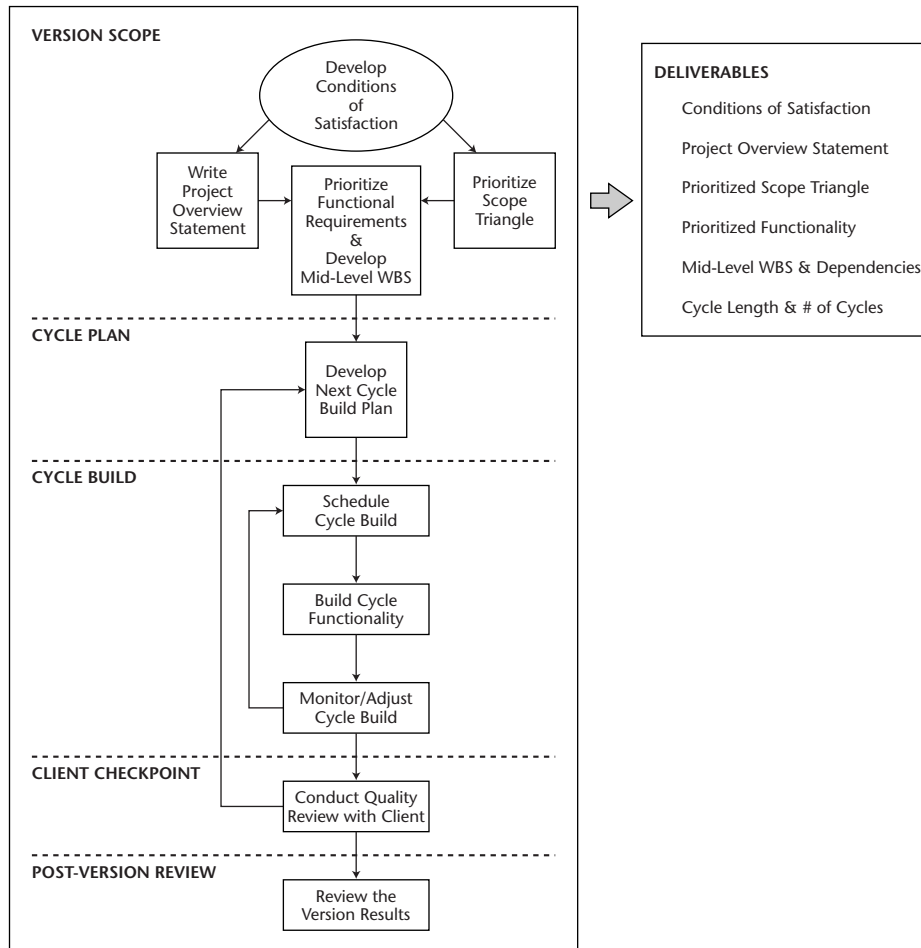 VERSION SCOPE
Develop
Conditions
of
Satisfaction
Write
Project
Overview
Statement
Prioritize
Functional
Requirements
&
Develop
Mid-Level WBS
Prioritize
Scope
Triangle
CYCLE PLAN
Develop
Next Cycle
Build Plan
CYCLE BUILD
Schedule
Cycle Build
Build Cycle
Functionality
Monitor/Adjust
Cycle Build
CLIENT CHECKPOINT
Conduct Quality
Review with Client
POST-VERSION REVIEW
Review the
Version Results
DELIVERABLES
Conditions of Satisfaction
Project Overview Statement
Prioritized Scope Triangle
Prioritized Functionality
Mid-Level WBS & Dependencies
Cycle Length & # of Cycles